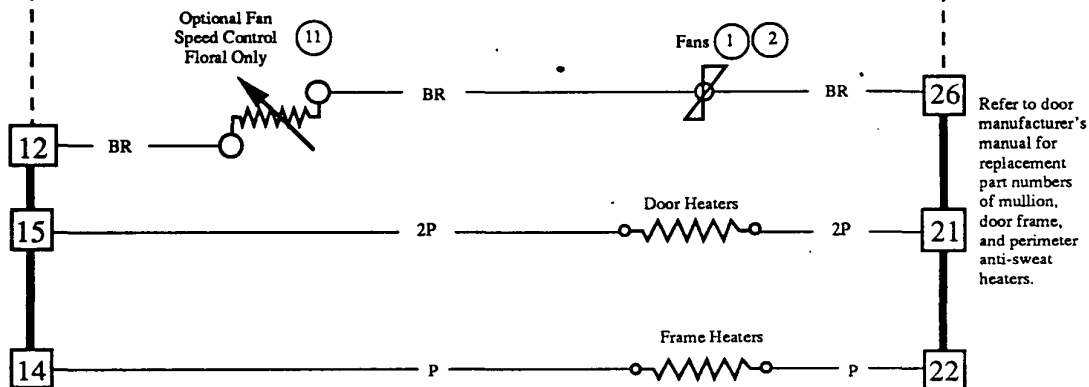 Optional Fan
Speed Control
Floral Only
11
Fans 1 2
BR
BR
26
12
BR
Refer to door
manufacturer's
manual for
replacement
part numbers
of mullion,
door frame,
and perimeter
anti-sweat
heaters.
Door Heaters
15
2P
2P
21
Frame Heaters
14
P
P
22